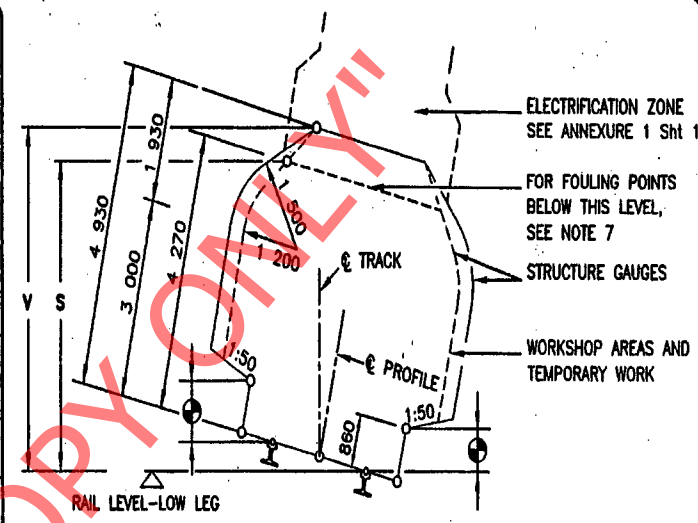 ELECTRIFICATION ZONE
SEE ANNEXURE 1 Sht 1
FOR FOULING POINTS
BELOW THIS LEVEL,
SEE NOTE 7
STRUCTURE GAUGES
WORKSHOP AREAS AND
TEMPORARY WORK
1 930
4 930
3 000
4 270
1 500
1 200
V
S
℄ TRACK
℄ PROFILE
1:50
1:50
860
RAIL LEVEL-LOW LEG
OPY ONLY"